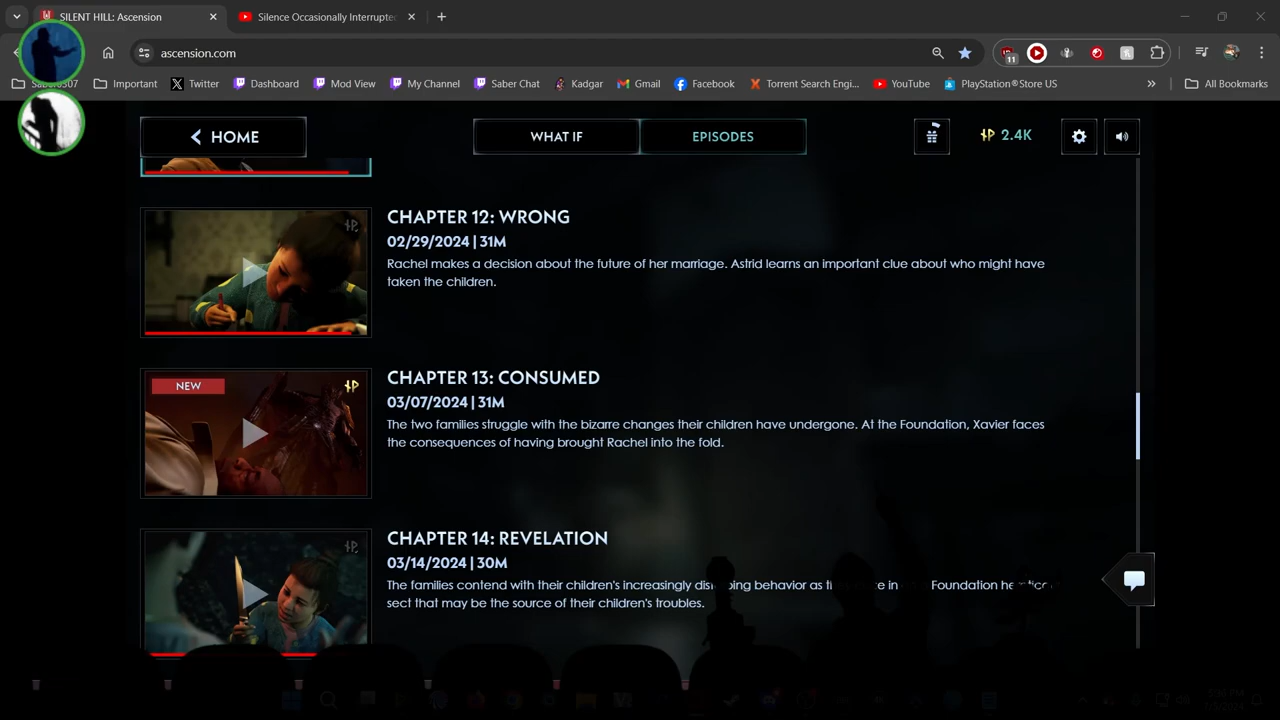 SILENT HILL: Ascension
Silence Occasionally Interrupted
ascension.com
11
Important
Twitter
Dashboard
Mod View
My Channel
Saber Chat
Kadgar
Gmail
Facebook
Torrent Search Engi...
YouTube
PlayStation®Store US
All Bookmarks
HOME
WHAT IF
EPISODES
2.4K
CHAPTER 12: WRONG
02/29/2024 | 31M
Rachel makes a decision about the future of her marriage. Astrid learns an important clue about who might have
taken the children.
NEW
CHAPTER 13: CONSUMED
03/07/2024 | 31M
The two families struggle with the bizarre changes their children have undergone. At the Foundation, Xavier faces
the consequences of having brought Rachel into the fold.
CHAPTER 14: REVELATION
03/14/2024 | 30M
The families contend with their children's increasingly behavior as Foundation
sect that may be the source of their children's troubles.